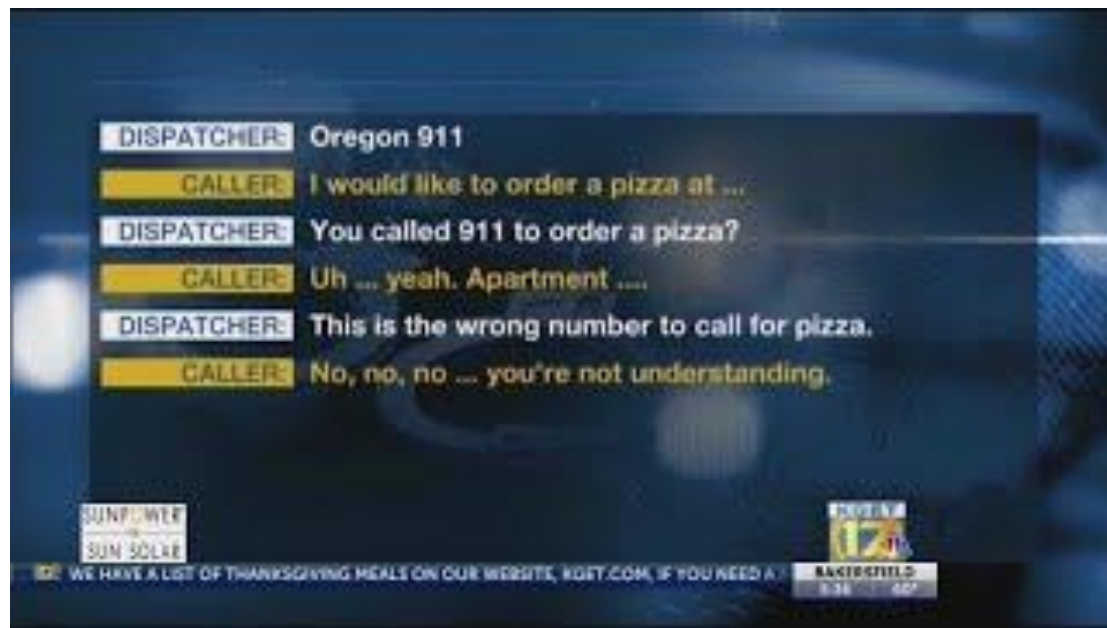 DISPATCHER: Oregon 911
CALLER: I would like to order a pizza at ...
DISPATCHER: You called 911 to order a pizza?
CALLER: Uh ... yeah. Apartment ....
DISPATCHER: This is the wrong number to call for pizza.
CALLER: No, no, no ... you're not understanding.
SUNPOWER
SUN SOLAR
KGET
17
WE HAVE A LIST OF THANKSGIVING MEALS ON OUR WEBSITE, KGET.COM, IF YOU NEED A
BAKERSFIELD